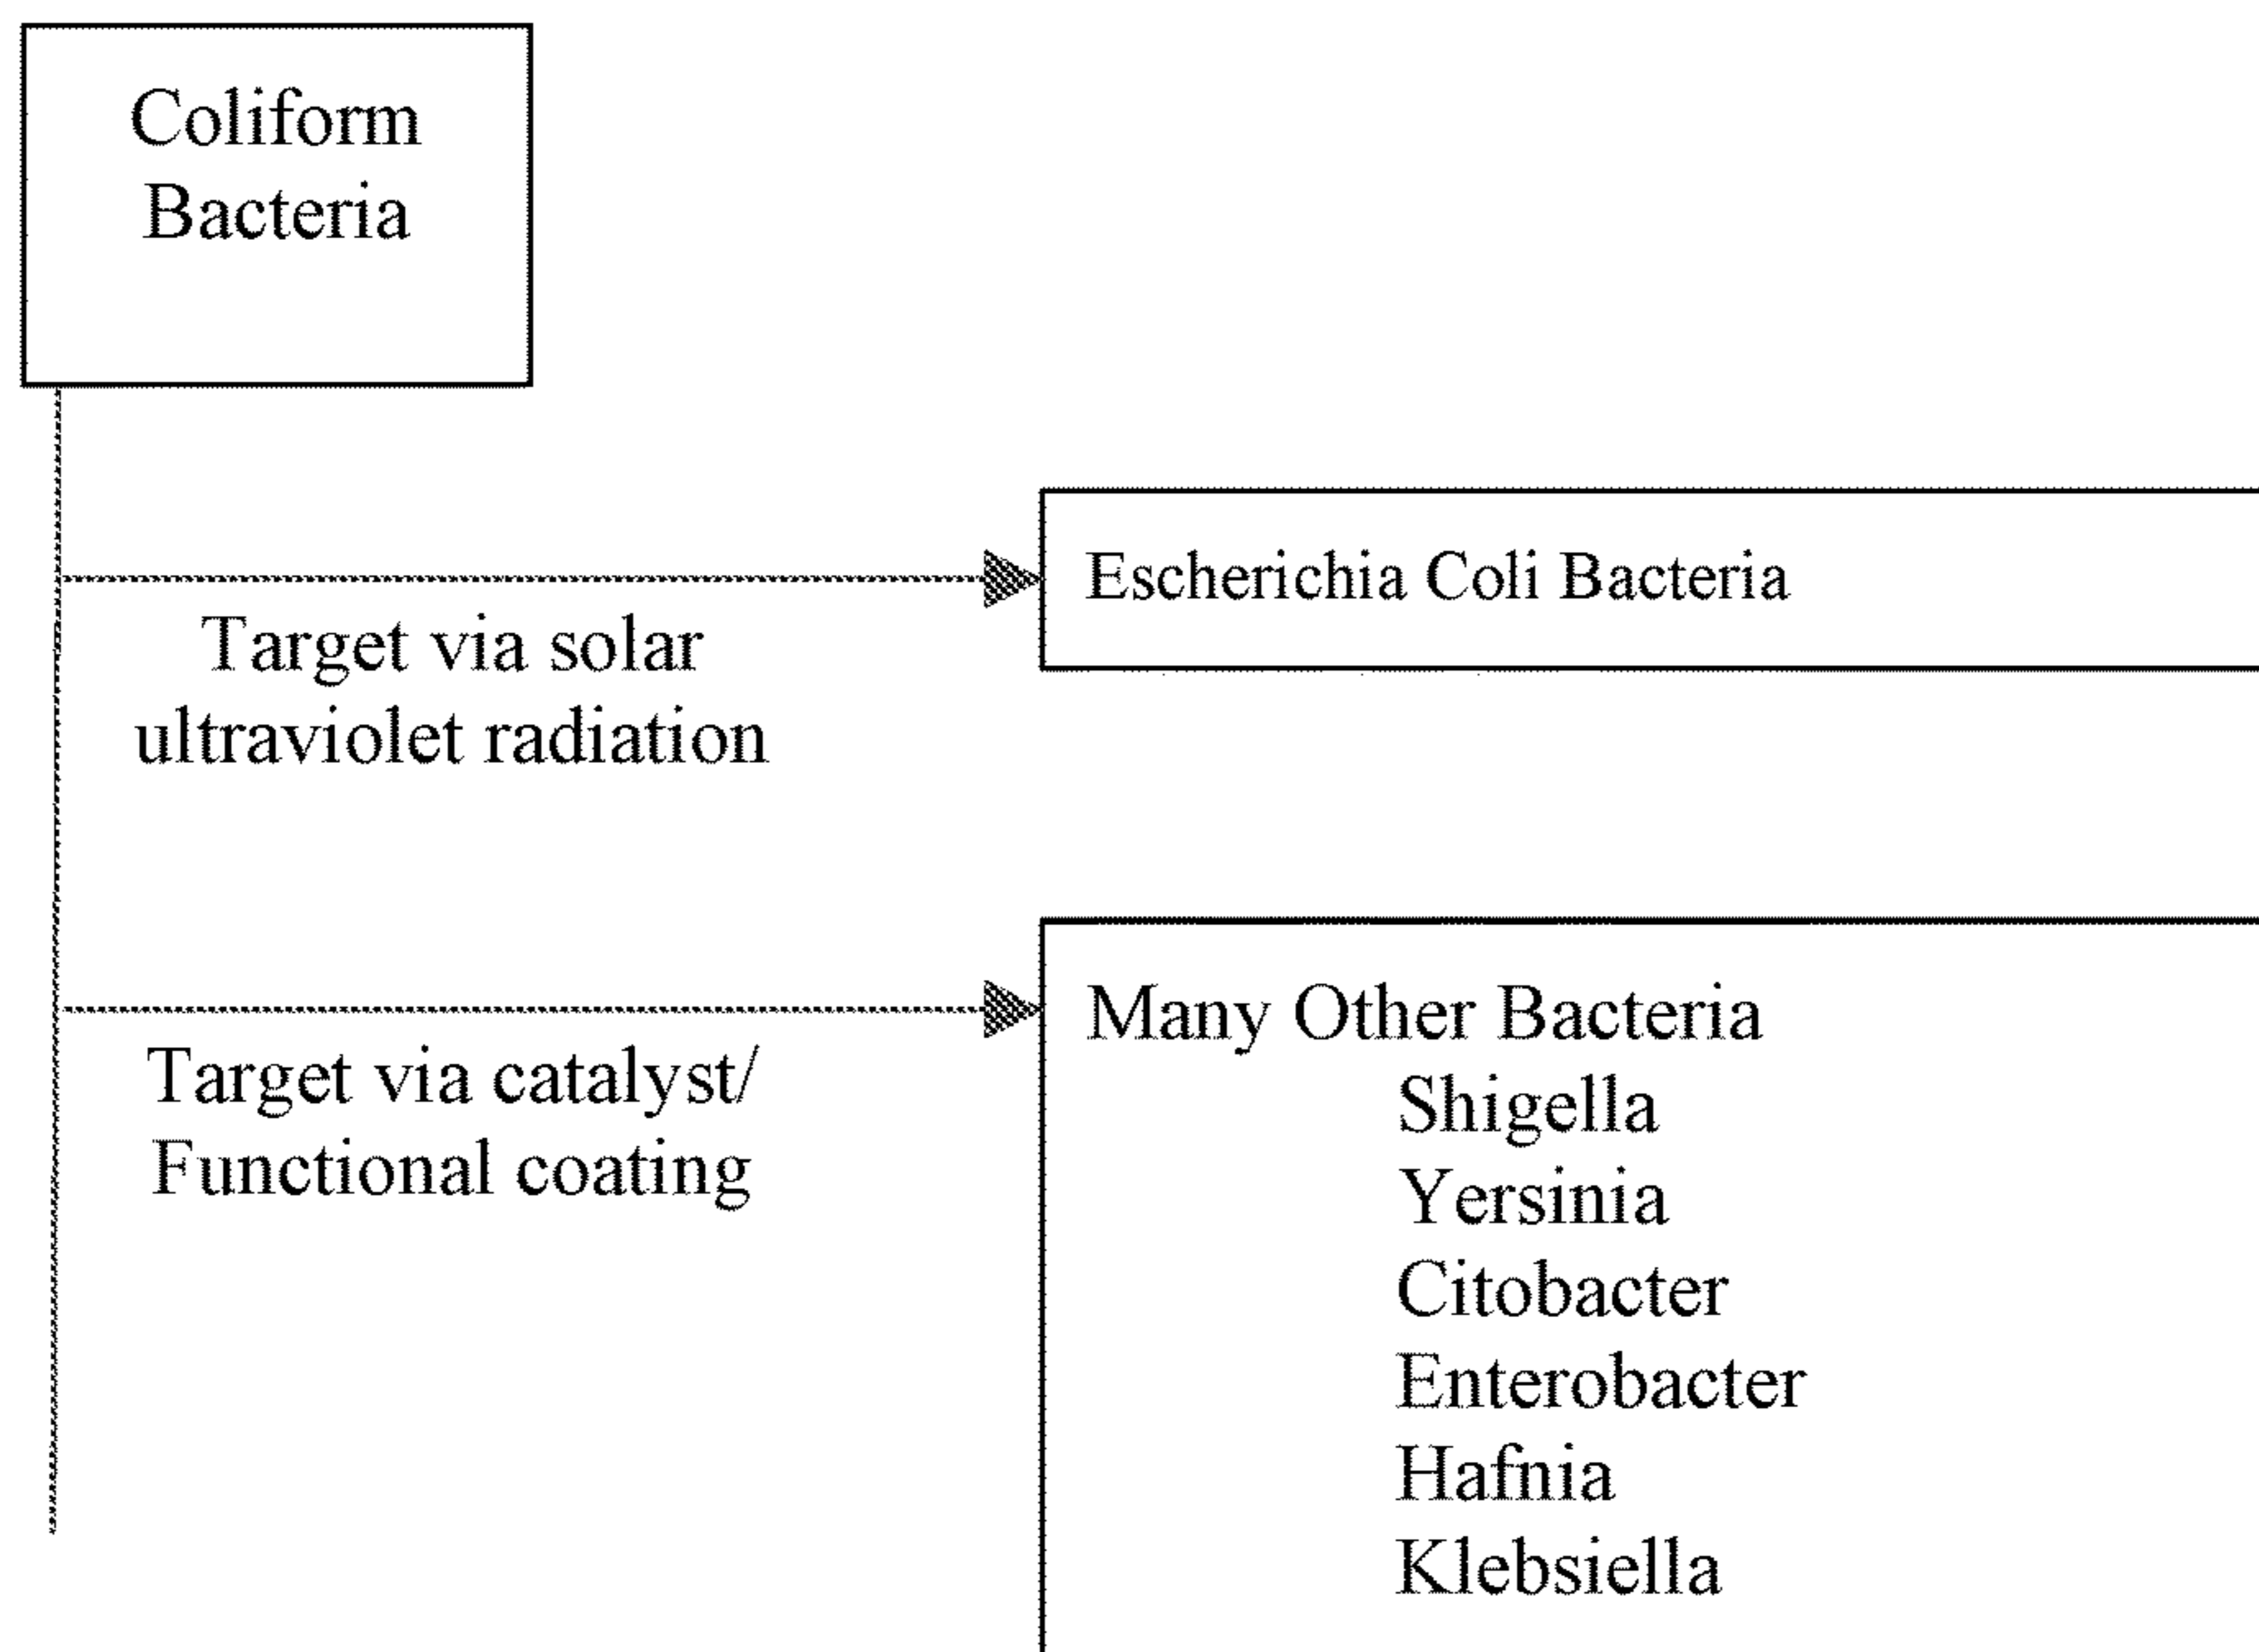 Coliform
Bacteria
Escherichia Coli Bacteria
Target via solar
ultraviolet radiation
Many Other Bacteria
Target via catalyst/
Functional coating
Shigella
Yersinia
Citobacter
Enterobacter
Hafnia
Klebsiella